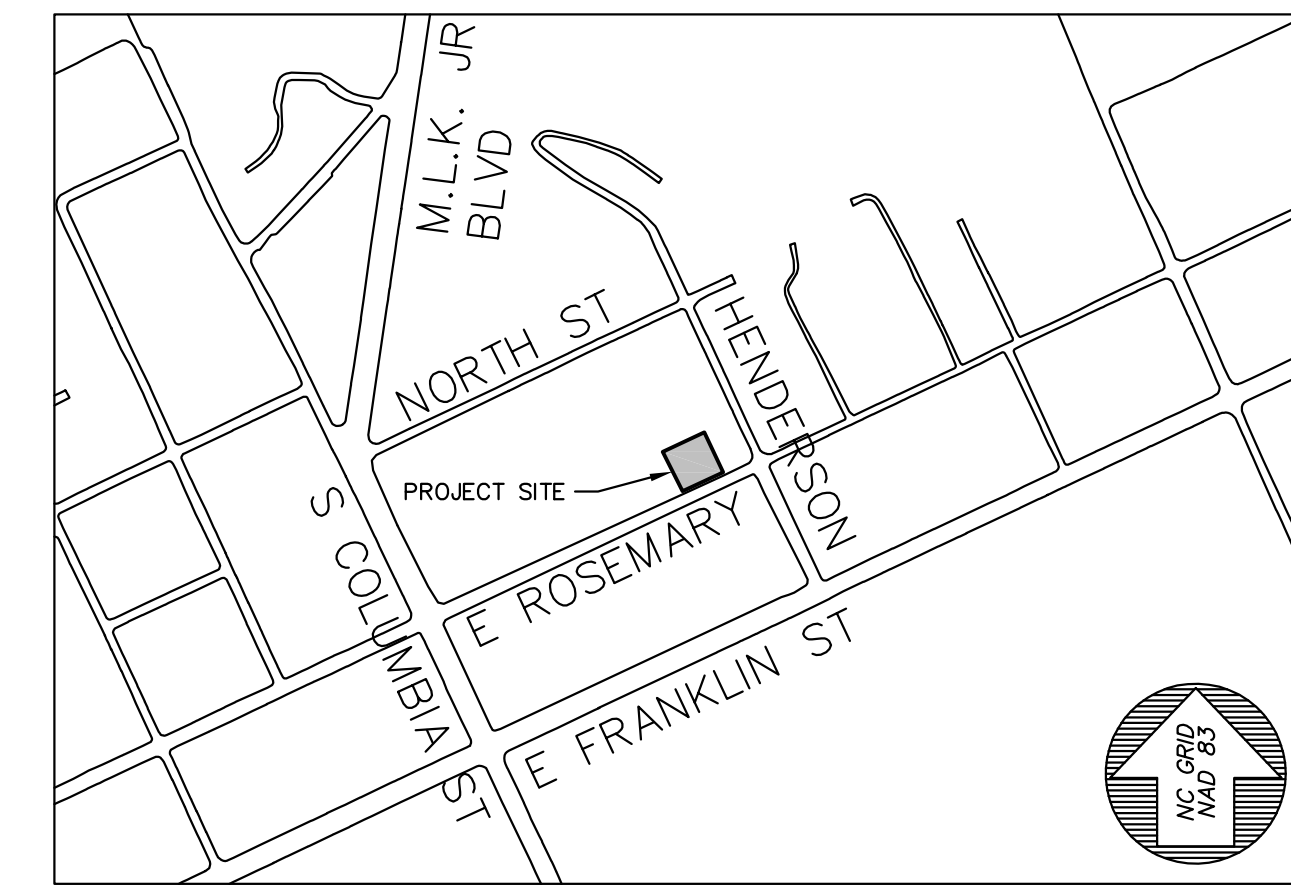 M.L.K. JR
BLVD
NORTH ST
HENDERSON
PROJECT SITE
S COLUMBIA ST
E ROSEMARY
E FRANKLIN ST
NC GRID
NAD 83